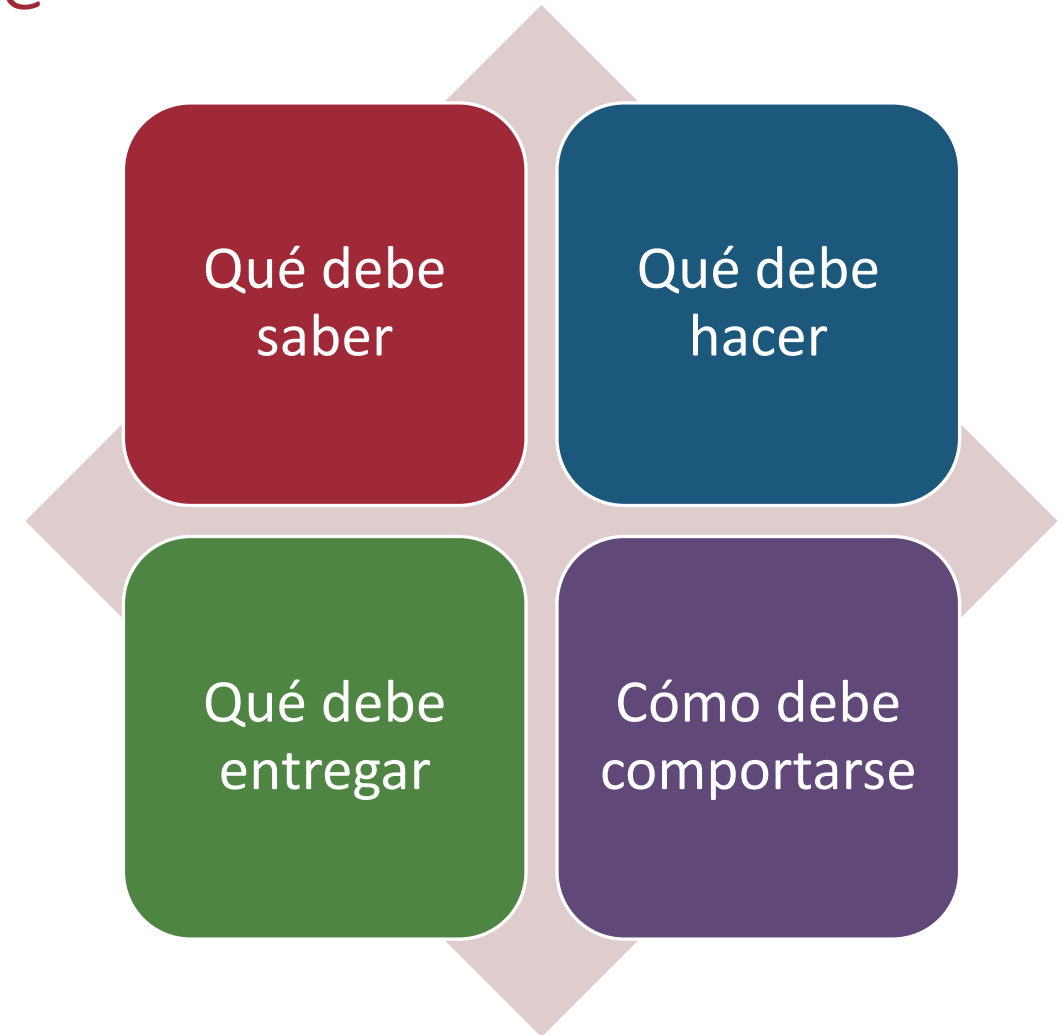 Qué debe
saber
Qué debe
hacer
Qué debe
entregar
Cómo debe
comportarse